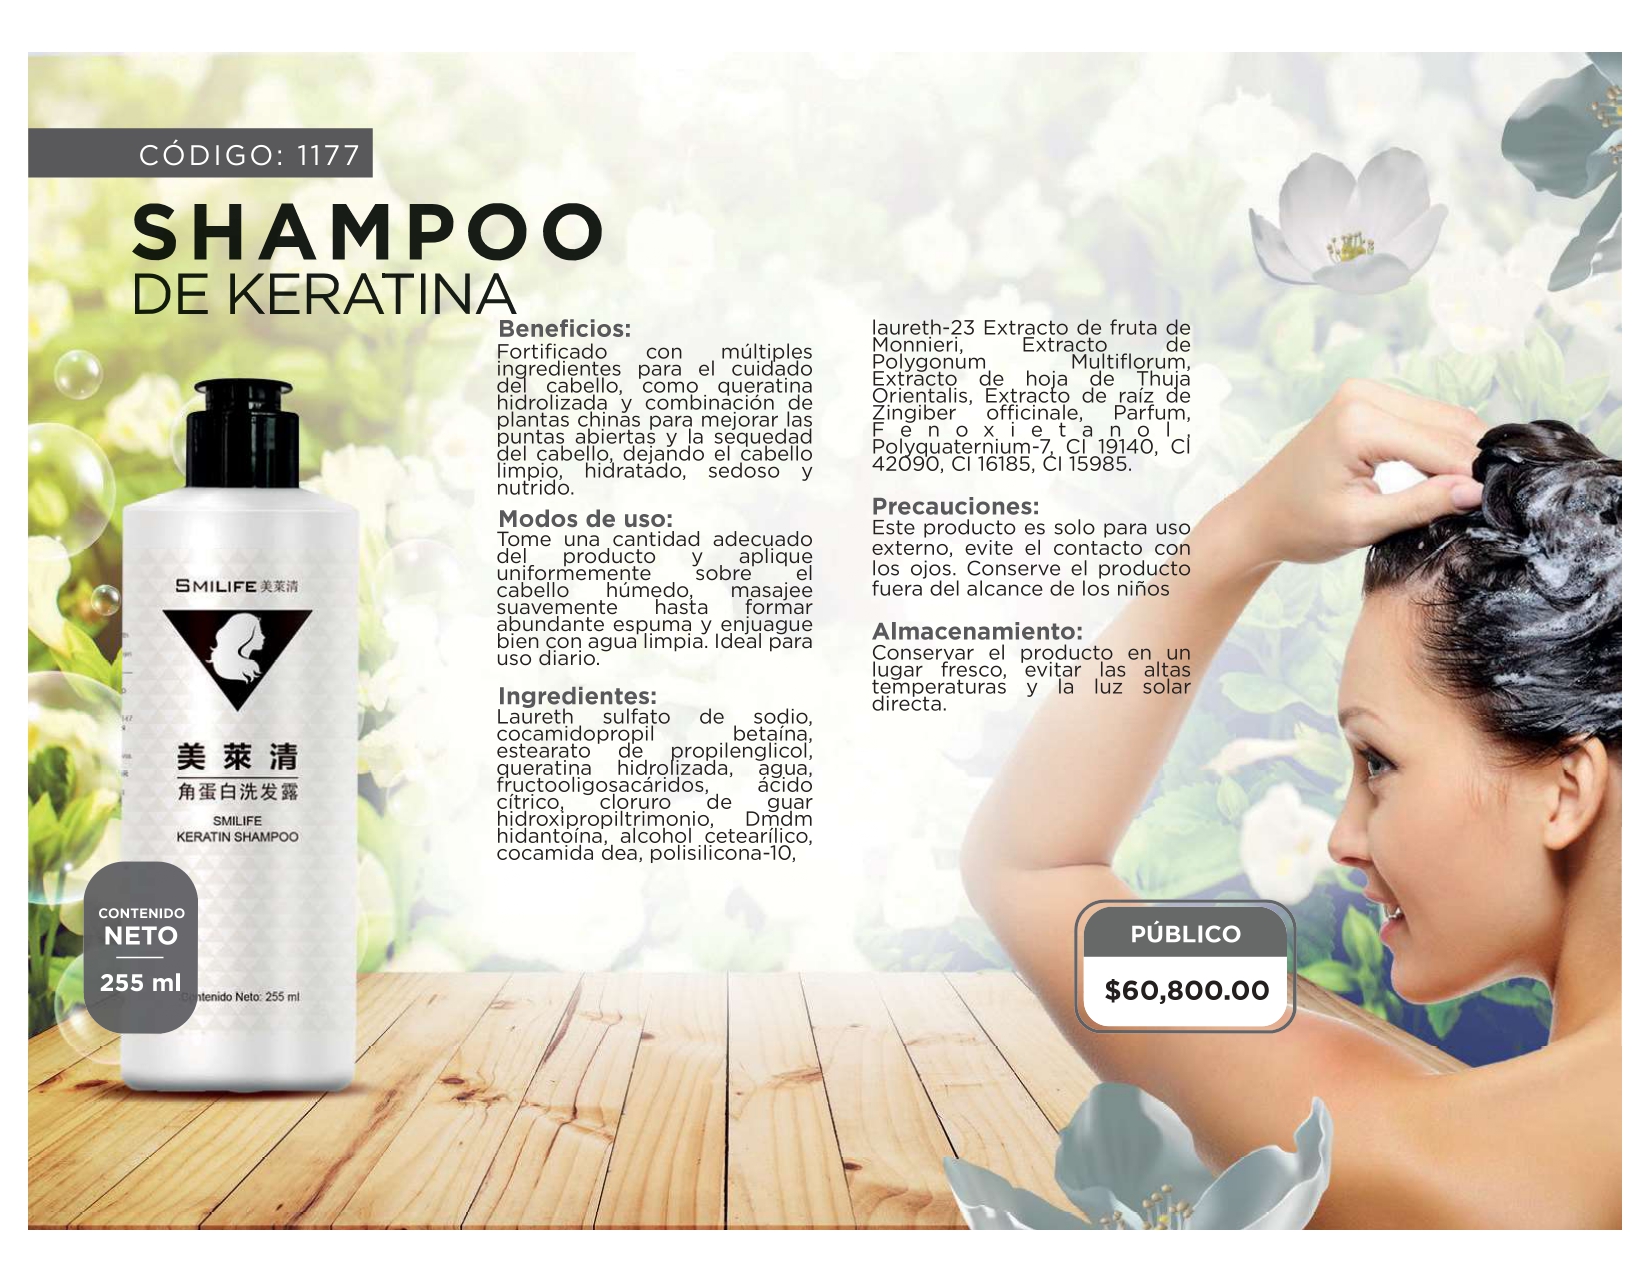 CÓDIGO: 1177
SHAMPOO
DE KERATINA
Beneficios:
Fortificado con múltiples
ingredientes para el cuidado
del cabello, como queratina
hidrolizada y combinación de
plantas chinas para mejorar las
puntas abiertas y la sequedad
del cabello, dejando el cabello
limpio, hidratado, sedoso y
nutrido.
Modos de uso:
Tome una cantidad adecuado
del producto y aplique
uniformemente sobre el
cabello húmedo, masajee
suavemente hasta formar
abundante espuma y enjuague
bien con agua limpia. Ideal para
uso diario.
Ingredientes:
Laureth sulfato de sodio,
cocamidopropil betaína,
estearato de propilenglicol,
queratina hidrolizada, agua,
fructooligosacáridos, ácido
cítrico, cloruro de guar
hidroxipropiltrimonio, Dmdm
hidantoína, alcohol cetearílico,
cocamida dea, polisilicona-10,
laureth-23 Extracto de fruta de
Monnieri, Extracto de
Polygonum Multiflorum,
Extracto de hoja de Thuja
Orientalis, Extracto de raíz de
Zingiber officinale, Parfum,
Fenoxietanol,
Polyquaternium-7, CI 19140, CI
42090, CI 16185, CI 15985.
Precauciones:
Este producto es solo para uso
externo, evite el contacto con
los ojos. Conserve el producto
fuera del alcance de los niños
Almacenamiento:
Conservar el producto en un
lugar fresco, evitar las altas
temperaturas y la luz solar
directa.
SMILIFE 美萊清
美萊清
角蛋白洗发露
SMILIFE
KERATIN SHAMPOO
Neto: 255 ml
CONTENIDO
NETO
255 ml
PÚBLICO
$60,800.00